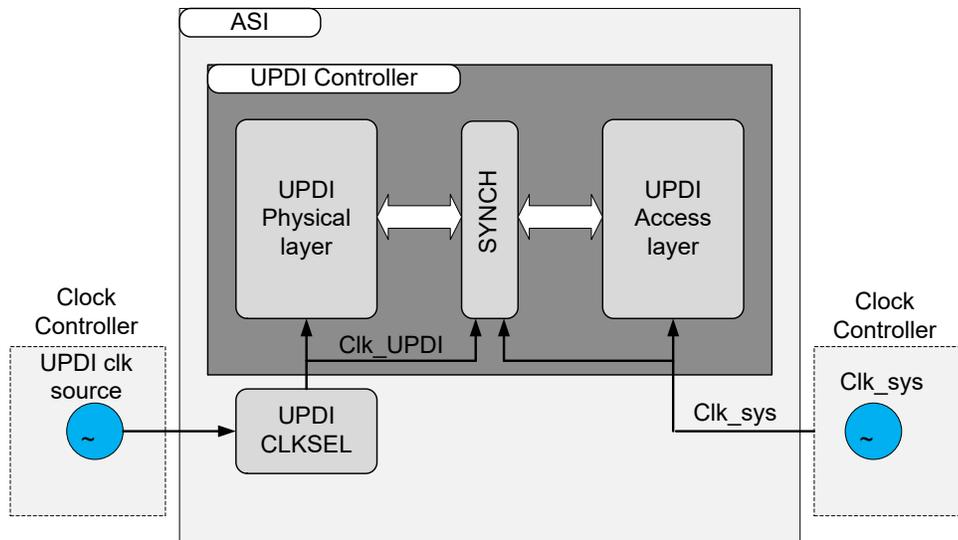 ASI
UPDI Controller
UPDI
Physical
layer
SYNCH
UPDI
Access
layer
Clock
Controller
UPDI clk
source
~
Clk_UPDI
UPDI
CLKSEL
Clk_sys
Clock
Controller
Clk_sys
~